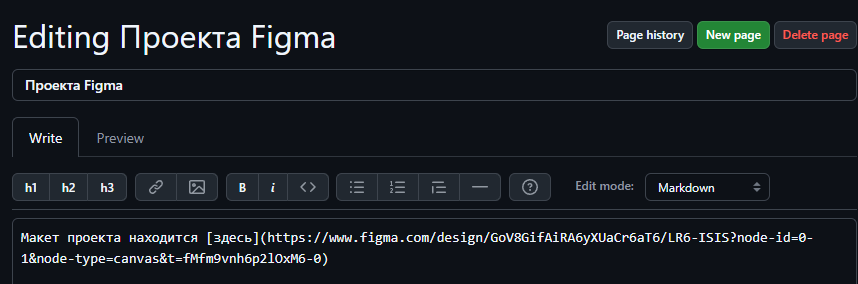 Editing Проекта Figma
Page history
New page
Delete page
Проекта Figma
Write
Preview
h1
h2
h3
B
i
Edit mode:
Markdown
Макет проекта находится [здесь](https://www.figma.com/design/GoV8GifAiRA6yXUaCr6aT6/LR6-ISIS?node-id=0-
1&node-type=canvas&t=fMfm9vnh6p2lOxM6-0)